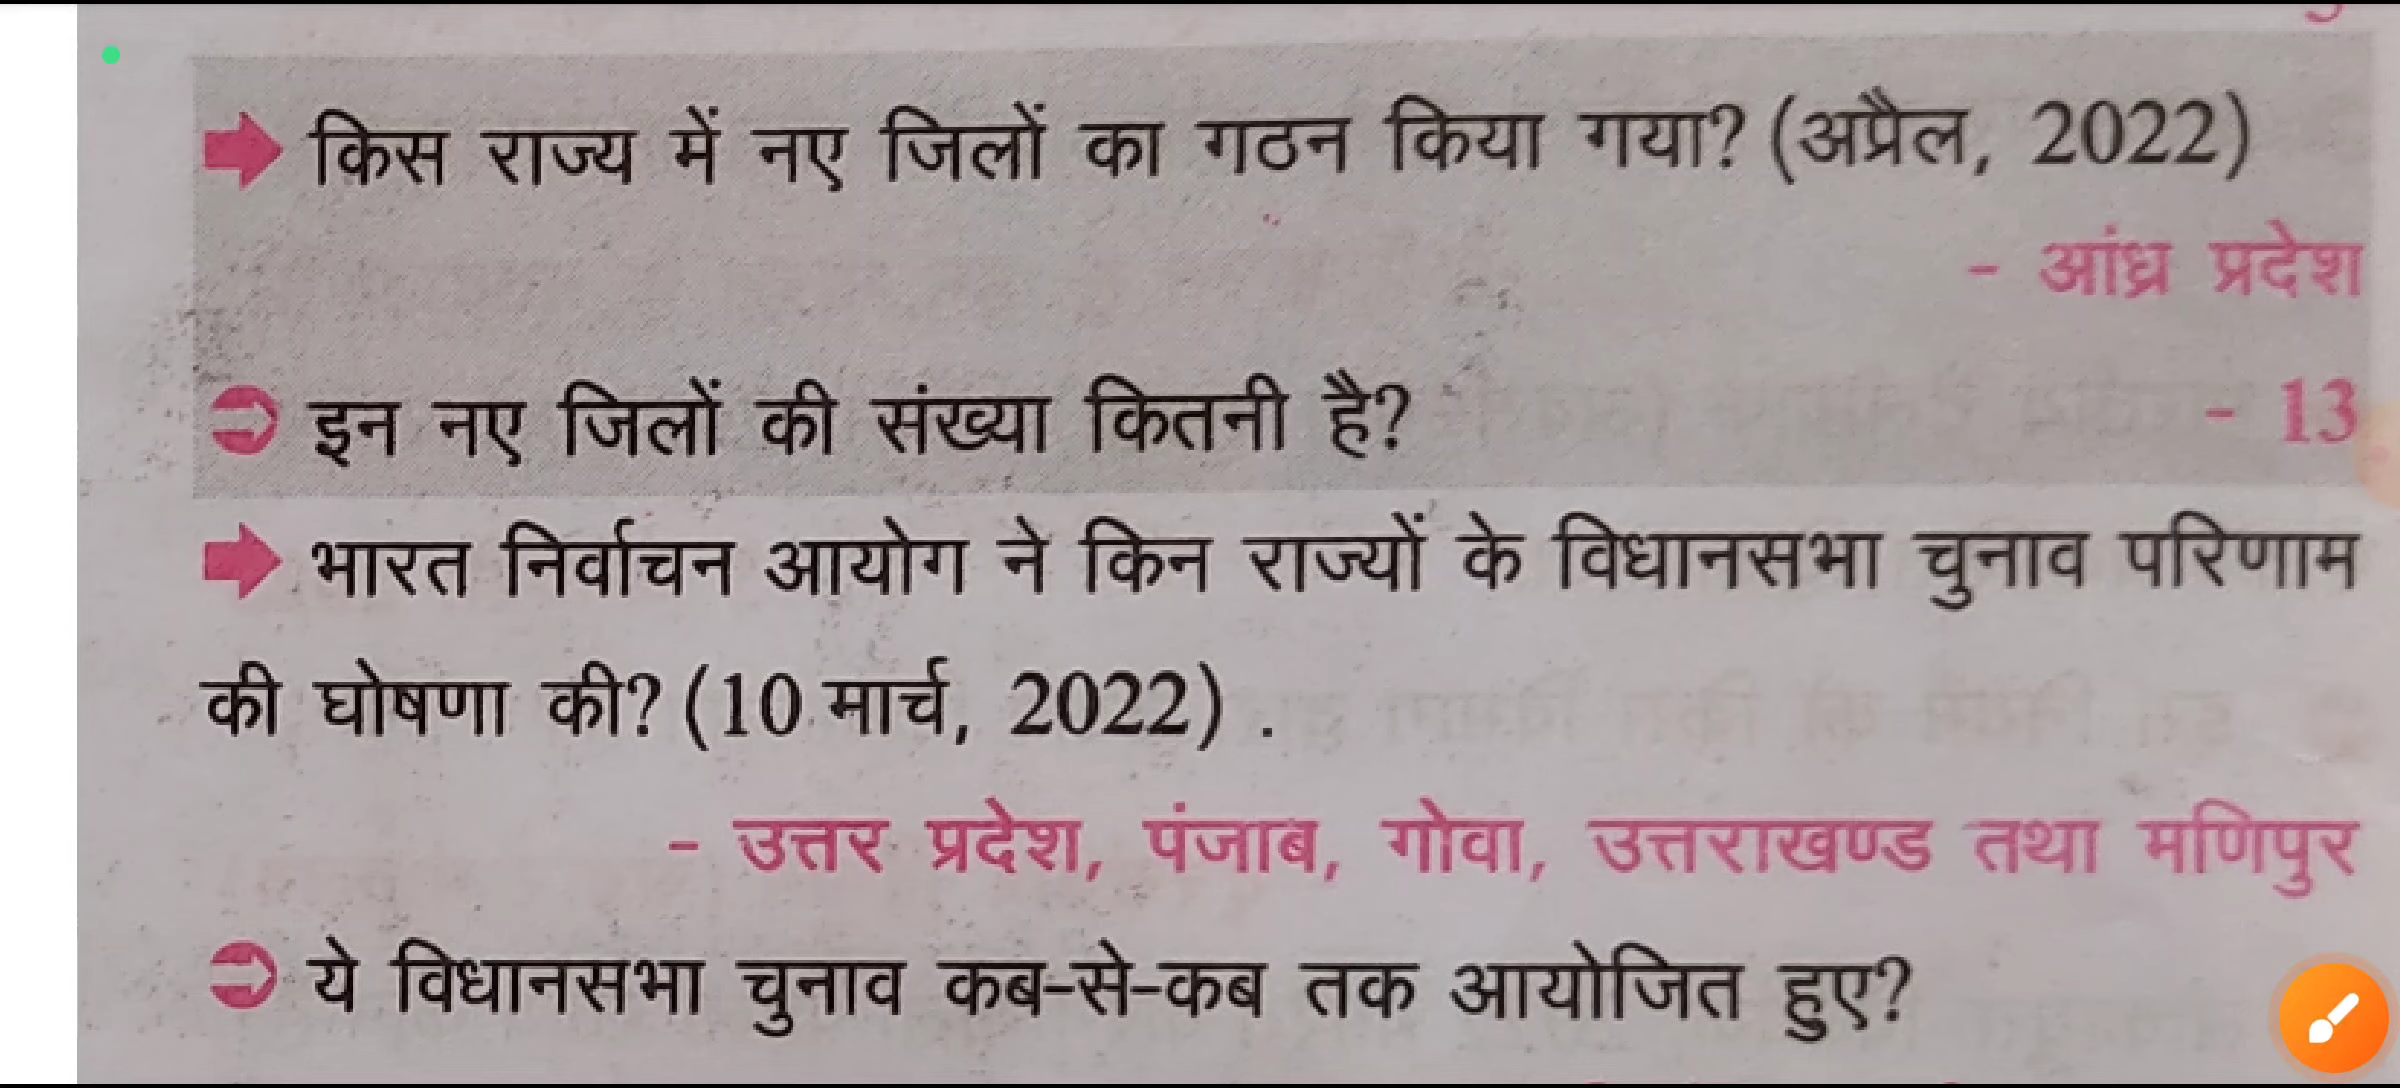 किस राज्य में नए जिलों का गठन किया गया? (अप्रैल, 2022)
- आंध्र प्रदेश
इन नए जिलों की संख्या कितनी है? - 13
भारत निर्वाचन आयोग ने किन राज्यों के विधानसभा चुनाव परिणाम
की घोषणा की? (10 मार्च, 2022) .
- उत्तर प्रदेश, पंजाब, गोवा, उत्तराखण्ड तथा मणिपुर
ये विधानसभा चुनाव कब-से-कब तक आयोजित हुए?